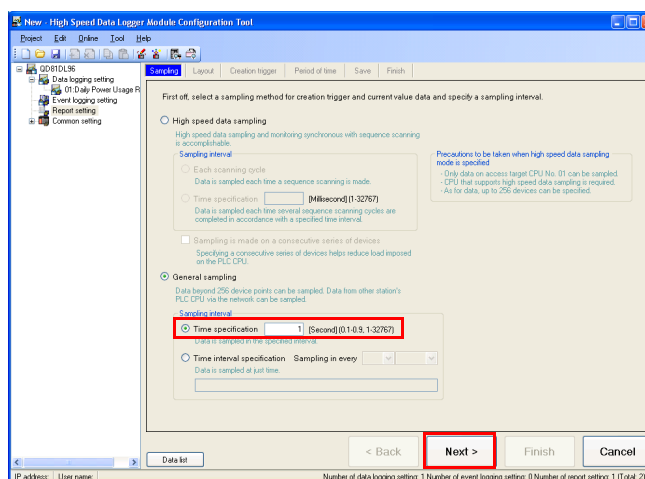 New - High Speed Data Logger Module Configuration Tool
Project Edit Online Tool Help
QD81DL96
Data logging setting
01:Daily Power Usage R
Event logging setting
Report setting
Common setting
Sampling Layout Creation trigger Period of time Save Finish
First off, select a sampling method for creation trigger and current value data and specify a sampling interval.
High speed data sampling
High speed data sampling and monitoring synchronous with sequence scanning
is accomplishable.
Sampling interval
Each scanning cycle
Data is sampled each time a sequence scanning is made.
Time specification [Millisecond] (1-32767)
Data is sampled each time several sequence scanning cycles are
completed in accordance with a specified time interval.
Precautions to be taken when high speed data sampling
mode is specified
- Only data on access target CPU No. 01 can be sampled.
- CPU that supports high speed data sampling is required.
- As for data, up to 256 devices can be specified.
Sampling is made on a consecutive series of devices
Specifying a consecutive series of devices helps reduce load imposed
on the PLC CPU.
General sampling
Data beyond 256 device points can be sampled. Data from other station's
PLC CPU via the network can be sampled.
Sampling interval
Time specification 1 [Second] (0.1-0.9, 1-32767)
Data is sampled in the specified interval.
Time interval specification Sampling in every
Data is sampled at just time.
Data list
< Back Next > Finish Cancel
IP address: User name: Number of data logging setting: 1 Number of event logging setting: 0 Number of report setting: 1 (Total: 2)